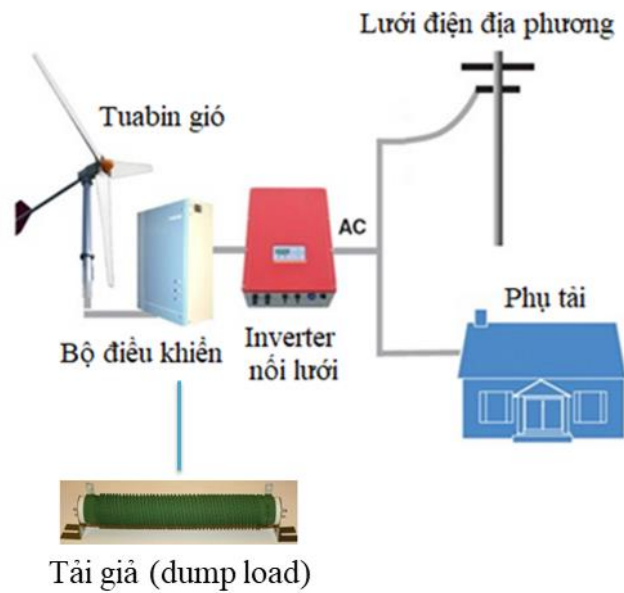 Lưới điện địa phương
Tuabin gió
AC
Phụ tải
Bộ điều khiển
Inverter
nối lưới
Tải giả (dump load)